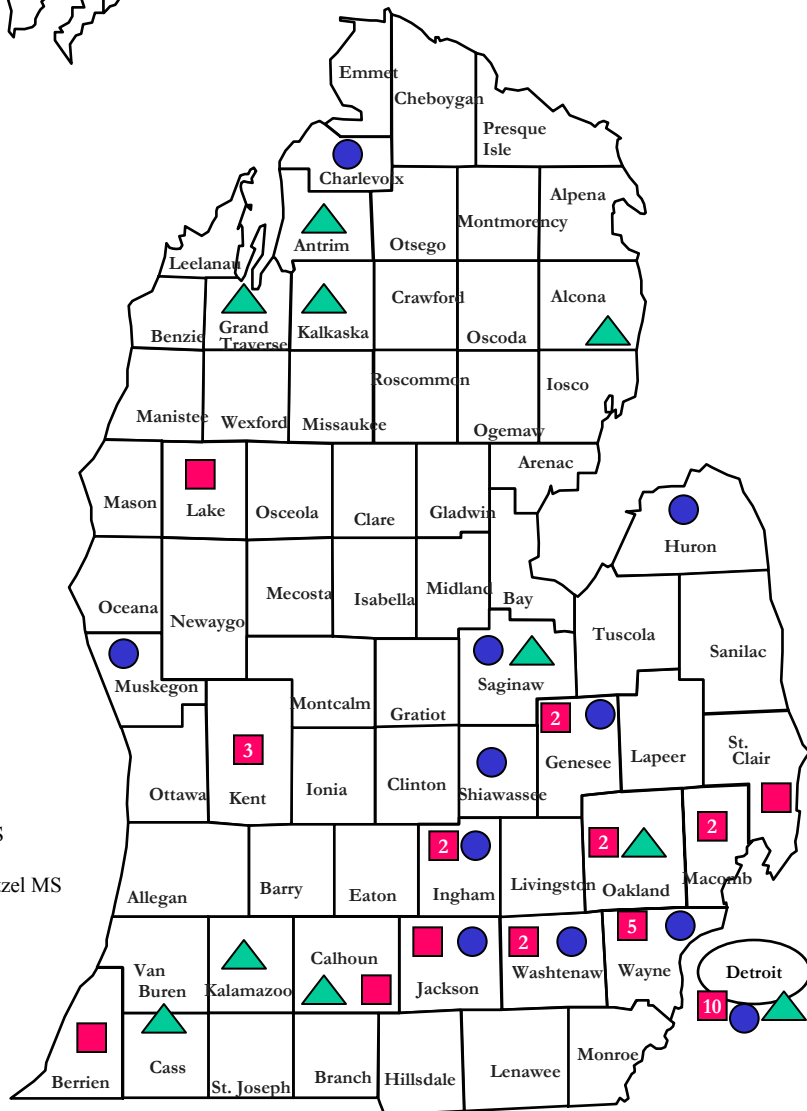 Emmet
Cheboygan
Presque
Isle
Charlevoix
Alpena
Montmorency
Antrim
Otsego
Leelanau
Crawford
Alcona
Grand
Traverse
Kalkaska
Benzie
Oscoda
Roscommon
Iosco
Manistee
Wexford
Missaukee
Ogemaw
Arenac
Mason
Lake
Osceola
Clare
Gladwin
Huron
Oceana
Newaygo
Mecosta
Isabella
Midland
Bay
Tuscola
Sanilac
Muskegon
Saginaw
Montcalm
Gratiot
2
St.
Clair
3
Genesee
Lapeer
Ottawa
Kent
Ionia
Clinton
Shiawassee
S
2
2
2
tzel MS
Allegan
Barry
Eaton
Ingham
Livingston
Oakland
Macomb
2
5
Van
Buren
Kalamazoo
Calhoun
Jackson
Washtenaw
Wayne
Detroit
10
Berrien
Cass
St. Joseph
Branch
Hillsdale
Lenawee
Monroe